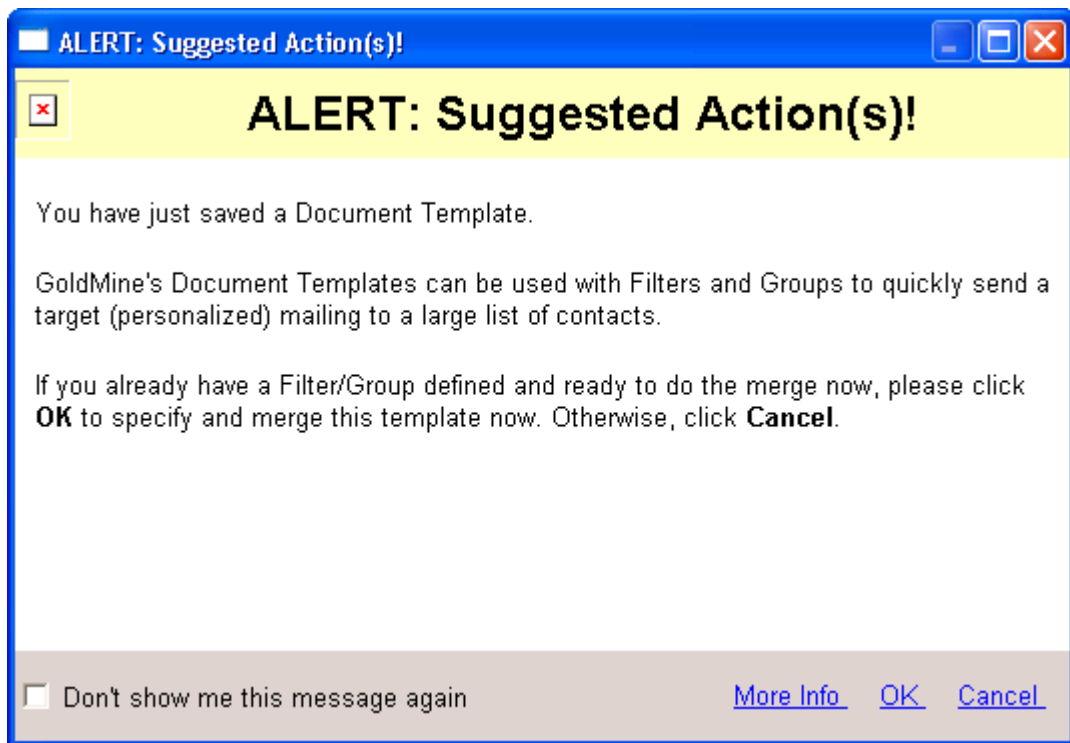 ALERT: Suggested Action(s)!
ALERT: Suggested Action(s)!
You have just saved a Document Template.
GoldMine's Document Templates can be used with Filters and Groups to quickly send a
target (personalized) mailing to a large list of contacts.
If you already have a Filter/Group defined and ready to do the merge now, please click
OK to specify and merge this template now. Otherwise, click Cancel.
Don't show me this message again More Info OK Cancel